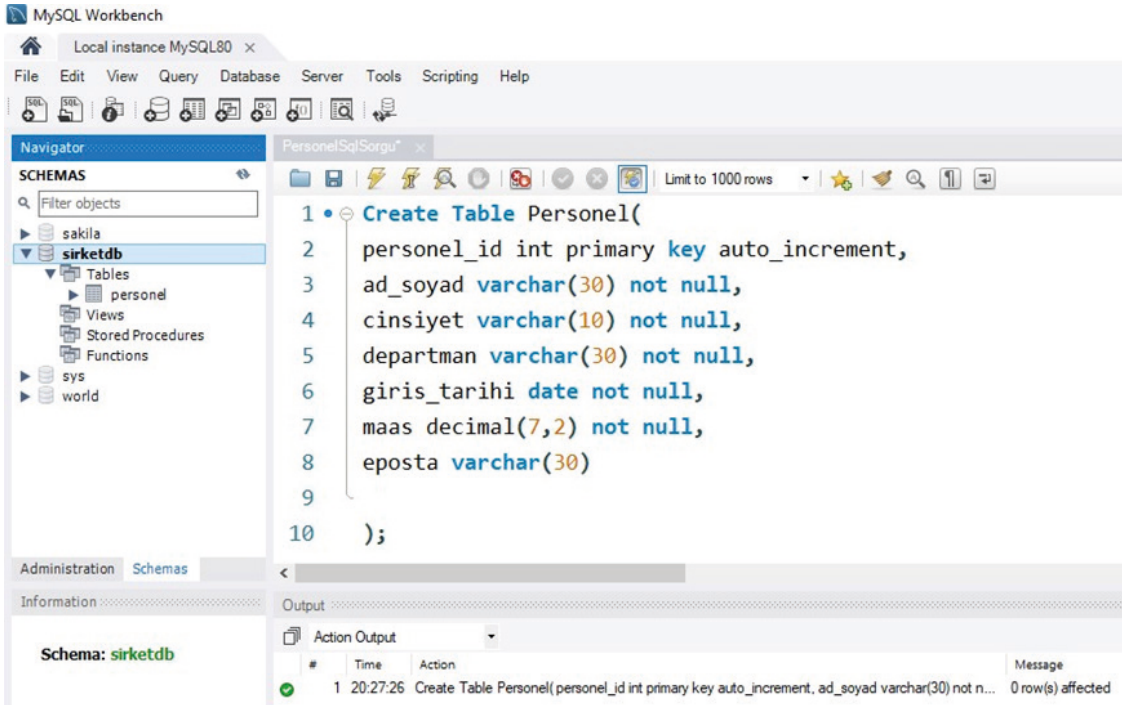 MySQL Workbench
Local instance MySQL80 ×
File Edit View Query Database Server Tools Scripting Help
Navigator
SCHEMAS
Filter objects
sakila
sirketdb
Tables
personel
Views
Stored Procedures
Functions
sys
world
Administration Schemas
Information
Schema: sirketdb
PersonelSqlSorgu* ×
Limit to 1000 rows
1 Create Table Personel(
2 personel_id int primary key auto_increment,
3 ad_soyad varchar(30) not null,
4 cinsiyet varchar(10) not null,
5 departman varchar(30) not null,
6 giris_tarihi date not null,
7 maas decimal(7,2) not null,
8 eposta varchar(30)
9
10 );
Output
Action Output
# Time Action Message
1 20:27:26 Create Table Personel( personel_id int primary key auto_increment, ad_soyad varchar(30) not n... 0 row(s) affected